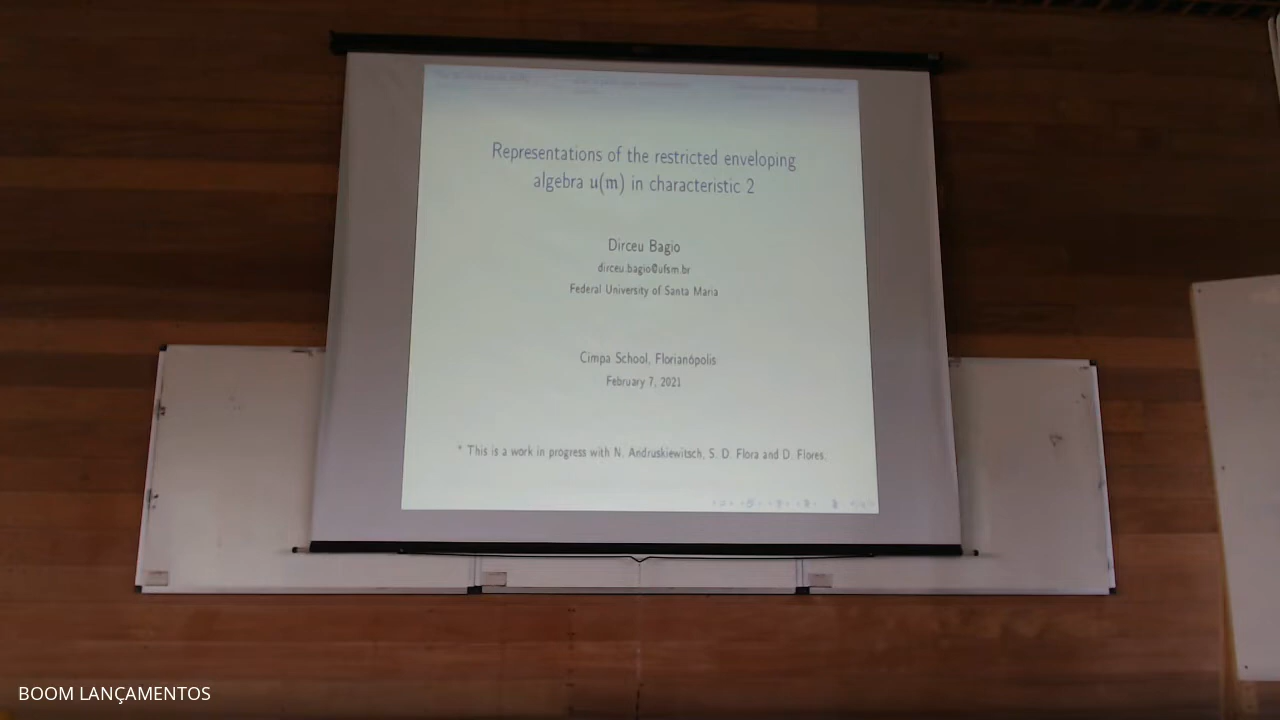 Representations of the restricted enveloping
algebra u(m) in characteristic 2
Dirceu Bagio
dirceu.bagio@ufsm.br
Federal University of Santa Maria
Cimpa School, Florianópolis
February 7, 2021
* This is a work in progress with N. Andruskiewitsch, S. D. Flora and D. Flores.
BOOM LANÇAMENTOS